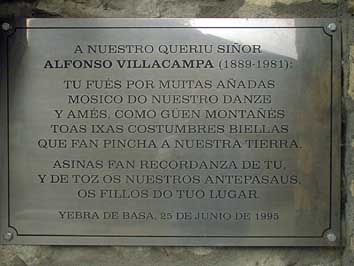 A NUESTRO QUERIU SIÑOR
ALFONSO VILLACAMPA (1889-1981):
TU FUÉS POR MUITAS AÑADAS
MOSICO DO NUESTRO DANZE
Y AMÉS, COMO GÜEN MONTAÑÉS
TOAS IXAS COSTUMBRES BIELLAS
QUE FAN PINCHA A NUESTRA TIERRA.
ASINAS FAN RECORDANZA DE TU,
Y DE TOZ OS NUESTROS ANTEPASAUS,
OS FILLOS DO TUO LUGAR.
YEBRA DE BASA, 25 DE JUNIO DE 1995